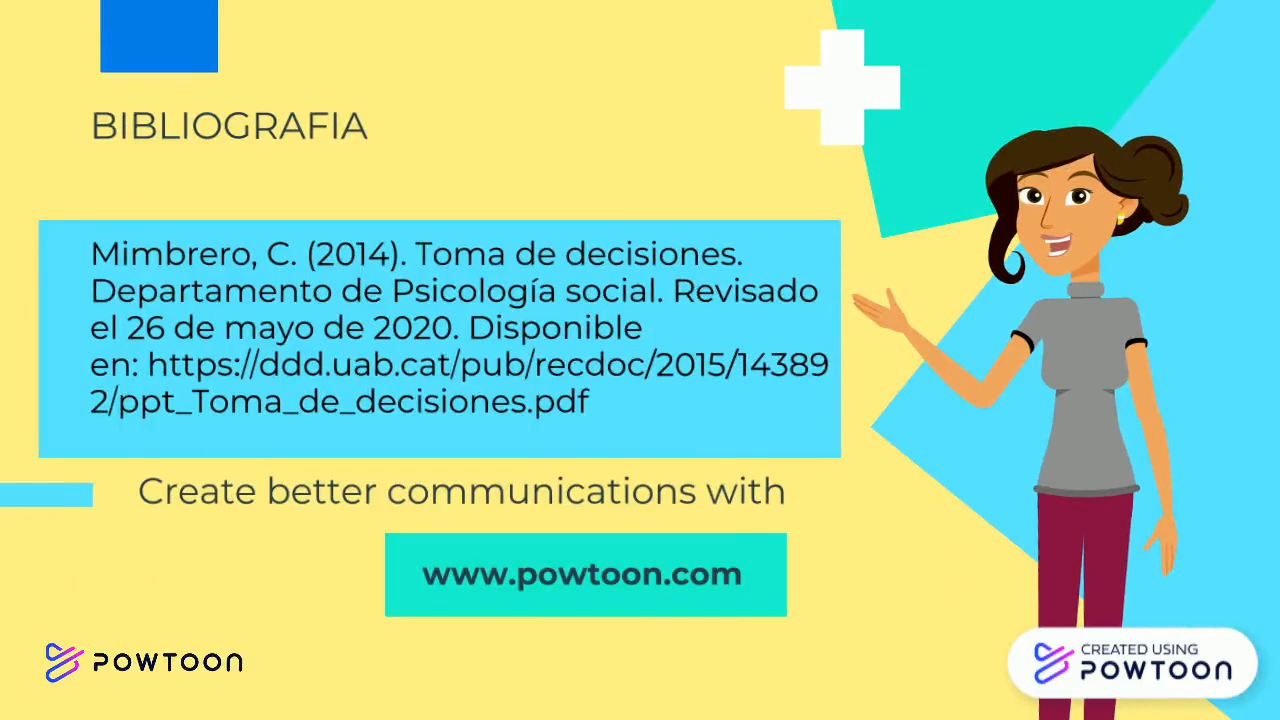 BIBLIOGRAFIA
Mimbrero, C. (2014). Toma de decisiones.
Departamento de Psicología social. Revisado
el 26 de mayo de 2020. Disponible
en: https://ddd.uab.cat/pub/recdoc/2015/14389
2/ppt_Toma_de_decisiones.pdf
Create better communications with
www.powtoon.com
POWTOON
CREATED USING
POWTOON